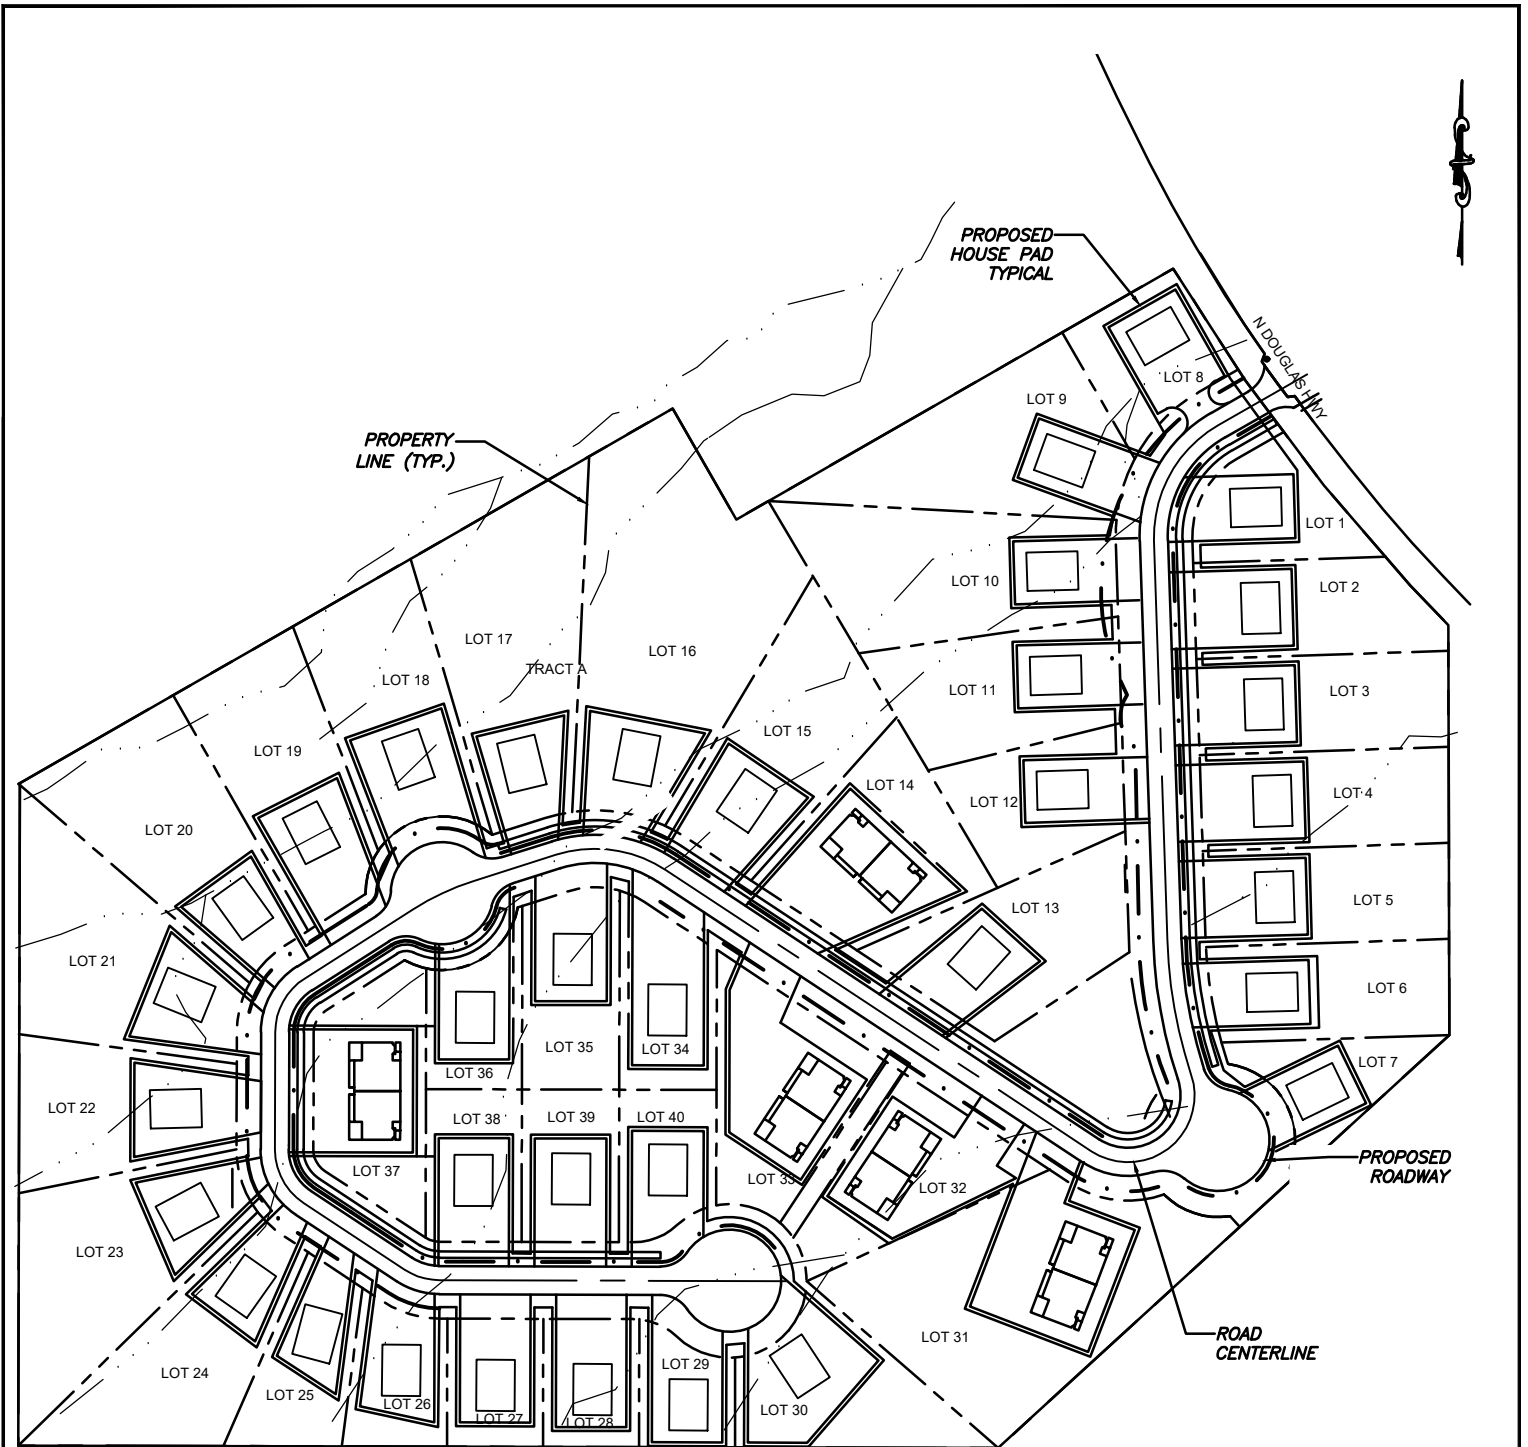 PROPOSED
HOUSE PAD
TYPICAL
N DOUGLAS HWY
LOT 8
LOT 9
PROPERTY
LINE (TYP.)
LOT 1
LOT 10
LOT 2
LOT 17
LOT 16
TRACT A
LOT 18
LOT 11
LOT 3
LOT 19
LOT 15
LOT 14
LOT 12
LOT 4
LOT 20
LOT 13
LOT 5
LOT 21
LOT 6
LOT 35
LOT 34
LOT 36
LOT 7
LOT 22
LOT 38
LOT 39
LOT 40
LOT 37
LOT 33
LOT 32
PROPOSED
ROADWAY
LOT 23
LOT 31
ROAD
CENTERLINE
LOT 24
LOT 25
LOT 26
LOT 27
LOT 28
LOT 29
LOT 30